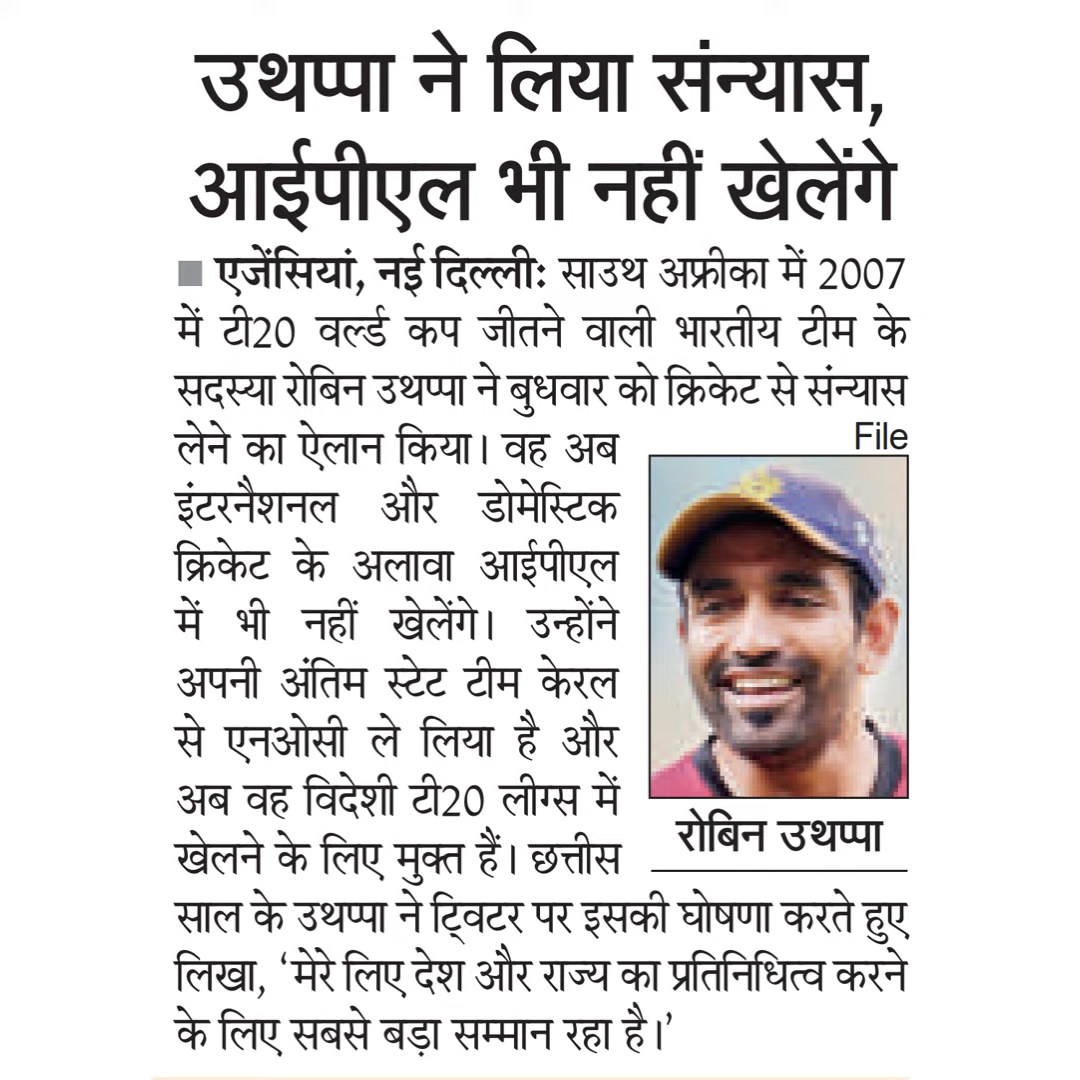 उथप्पा ने लिया संन्यास,
आईपीएल भी नहीं खेलेंगे
■ एजेंसियां, नई दिल्ली: साउथ अफ्रीका में 2007
में टी20 वर्ल्ड कप जीतने वाली भारतीय टीम के
सदस्या रोबिन उथप्पा ने बुधवार को क्रिकेट से संन्यास
लेने का ऐलान किया। वह अब
इंटरनैशनल और डोमेस्टिक
क्रिकेट के अलावा आईपीएल
में भी नहीं खेलेंगे। उन्होंने
अपनी अंतिम स्टेट टीम केरल
से एनओसी ले लिया है और
अब वह विदेशी टी20 लीग्स में
खेलने के लिए मुक्त हैं। छत्तीस
File
रोबिन उथप्पा
साल के उथप्पा ने ट्विटर पर इसकी घोषणा करते हुए
लिखा, ‘मेरे लिए देश और राज्य का प्रतिनिधित्व करने
के लिए सबसे बड़ा सम्मान रहा है।’